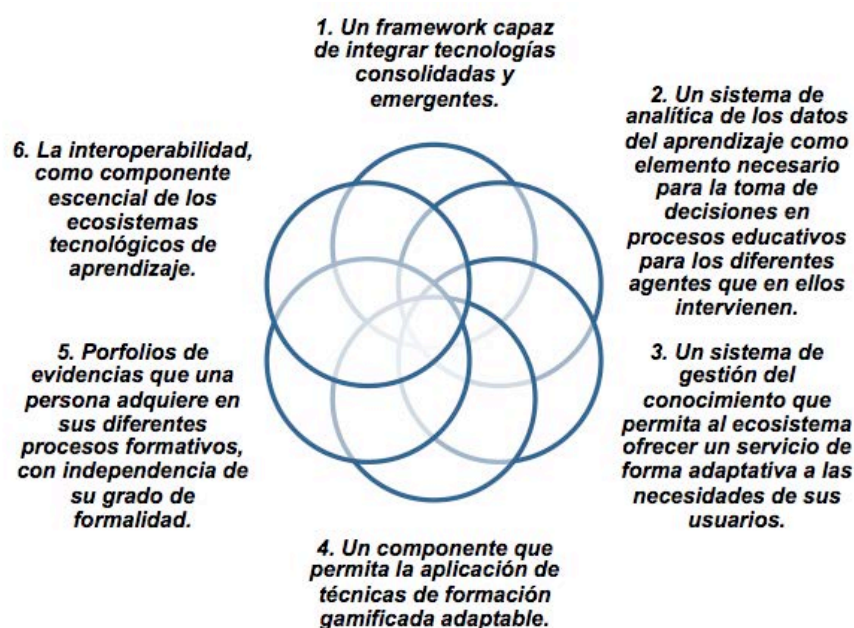 1. Un framework capaz
de integrar tecnologías
consolidadas y
emergentes.
2. Un sistema de
analítica de los datos
del aprendizaje como
elemento necesario
para la toma de
decisiones en
procesos educativos
para los diferentes
agentes que en ellos
intervienen.
3. Un sistema de
gestión del
conocimiento que
permita al ecosistema
ofrecer un servicio de
forma adaptativa a las
necesidades de sus
usuarios.
4. Un componente que
permita la aplicación de
técnicas de formación
gamificada adaptable.
5. Porfolios de
evidencias que una
persona adquiere en
sus diferentes
procesos formativos,
con independencia de
su grado de
formalidad.
6. La interoperabilidad,
como componente
escencial de los
ecosistemas
tecnológicos de
aprendizaje.